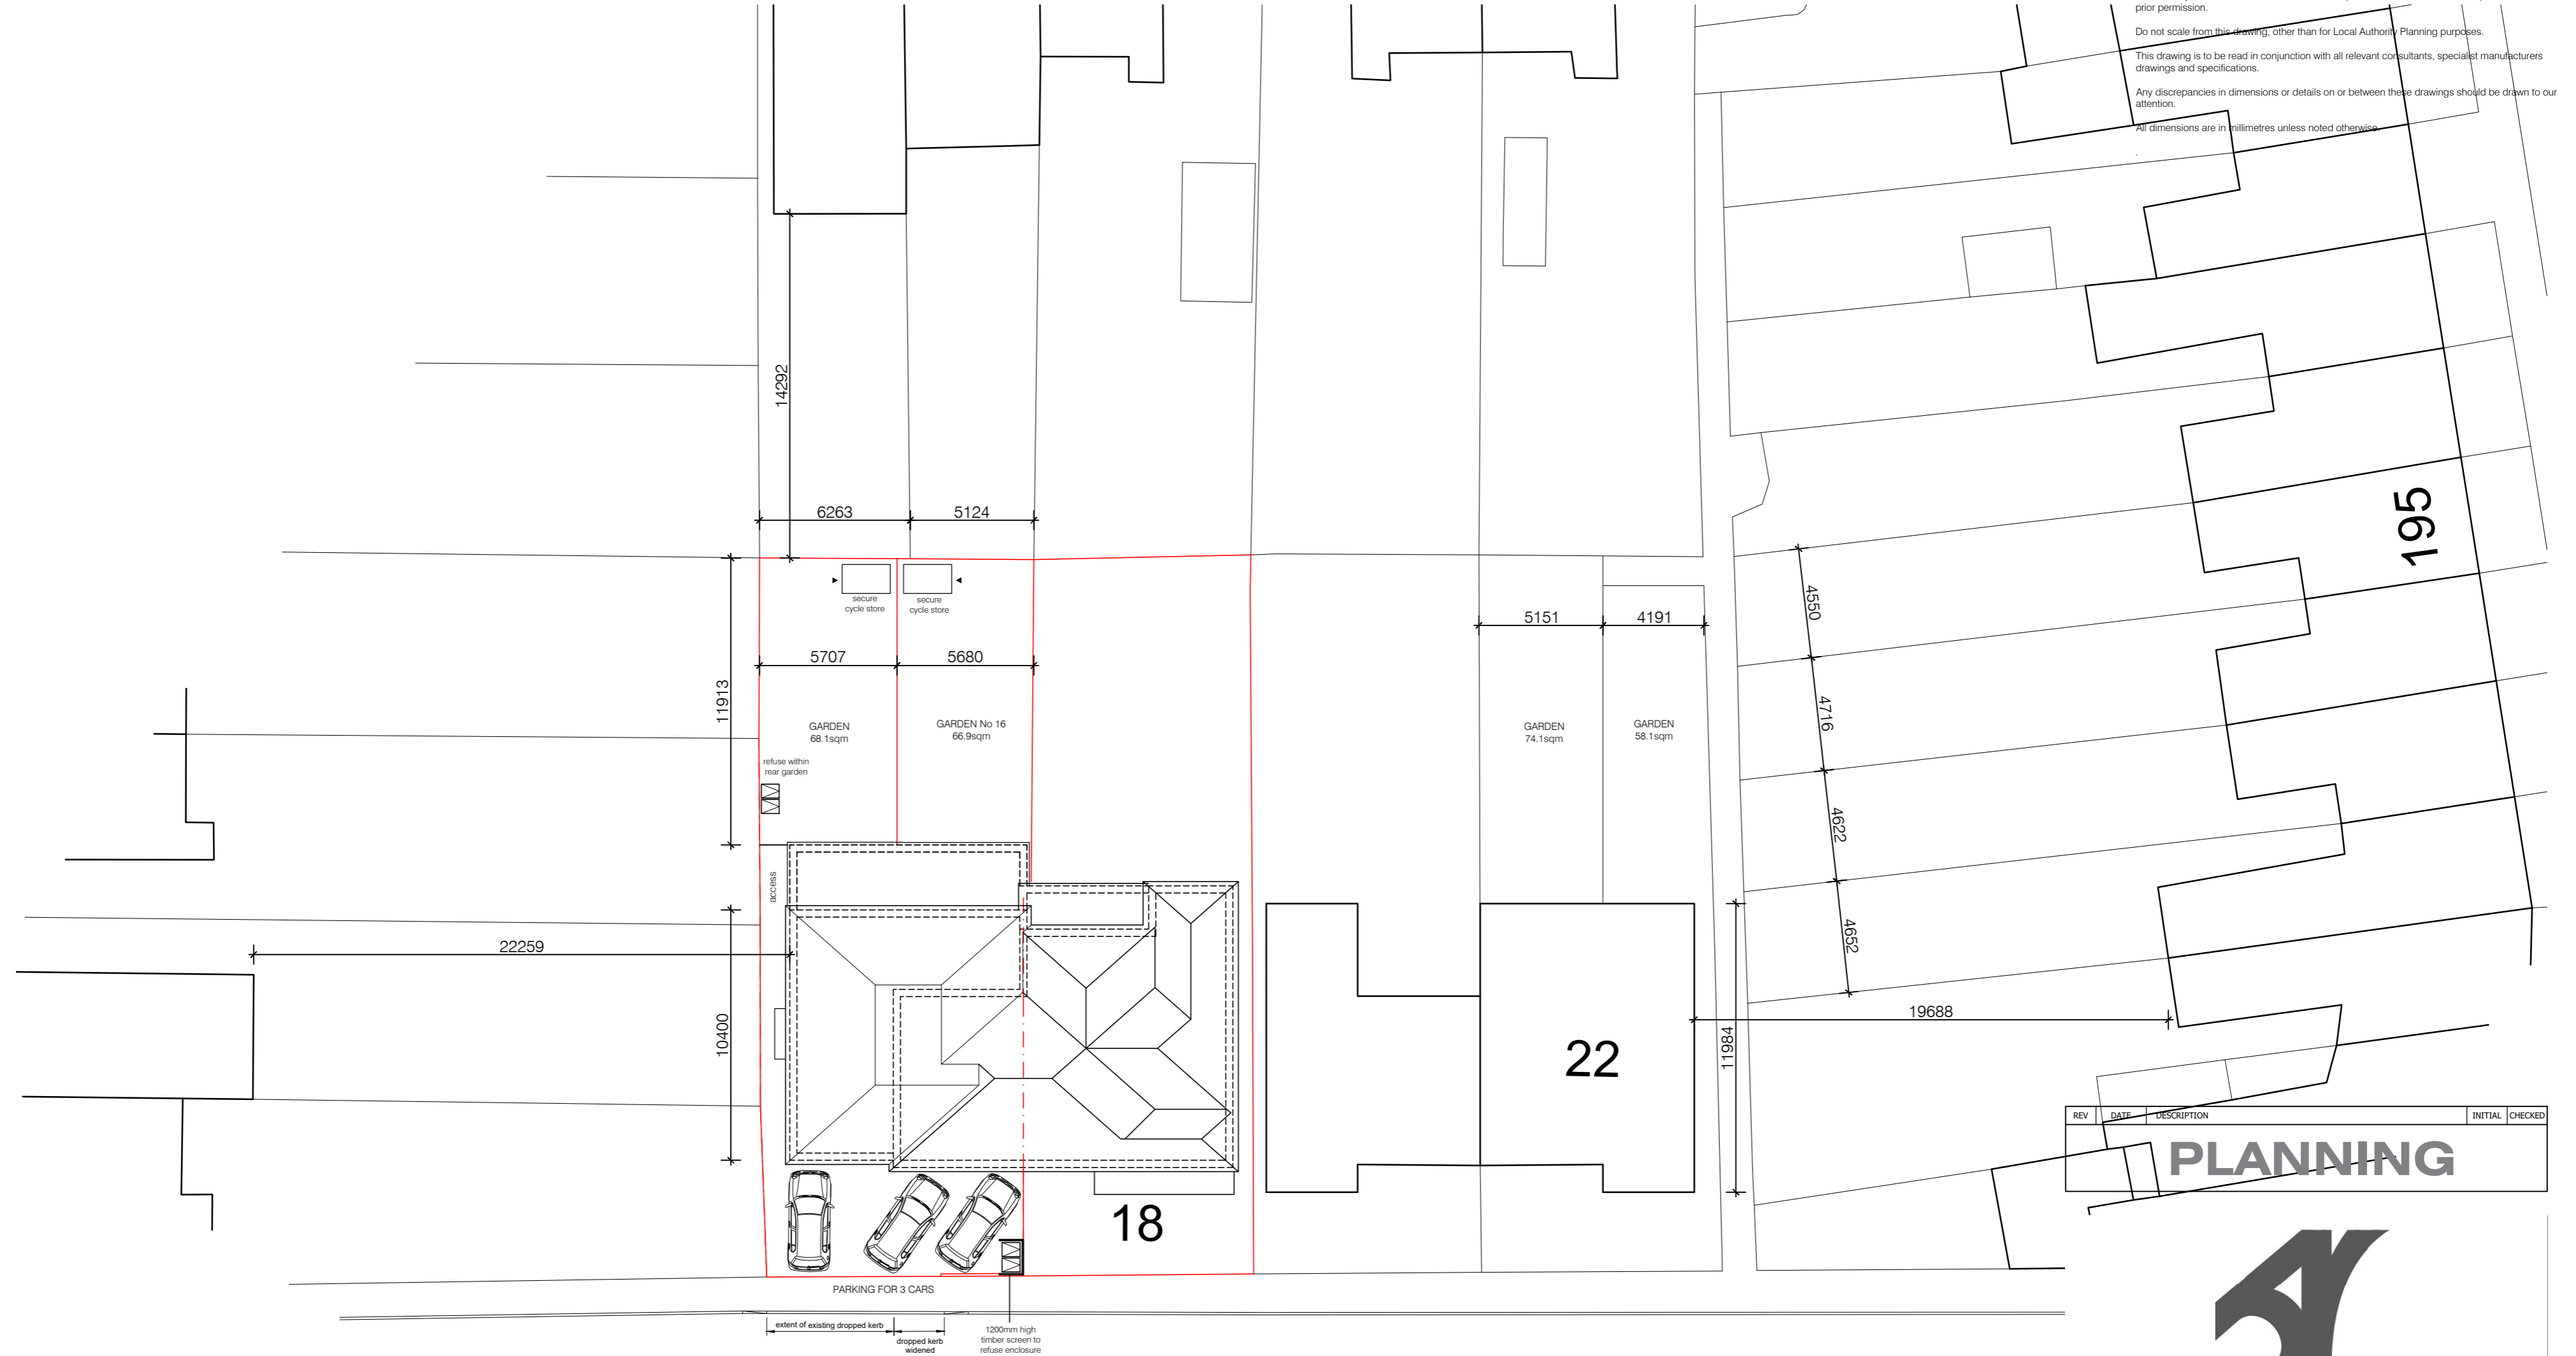 prior permission.
Do not scale from this drawing, other than for Local Authority Planning purposes.
This drawing is to be read in conjunction with all relevant consultants, specialist manufacturers
drawings and specifications.
Any discrepancies in dimensions or details on or between these drawings should be drawn to our
attention.
All dimensions are in millimetres unless noted otherwise.
14292
6263
5124
195
secure
cycle store
secure
cycle store
4550
5151
4191
5707
5680
11913
4716
GARDEN
68.1sqm
GARDEN No 16
66.9sqm
GARDEN
74.1sqm
GARDEN
58.1sqm
refuse within
rear garden
4622
access
4652
22259
19688
10400
11984
22
REV
DATE
DESCRIPTION
INITIAL
CHECKED
PLANNING
18
PARKING FOR 3 CARS
extent of existing dropped kerb
dropped kerb
widened
1200mm high
timber screen to
refuse enclosure